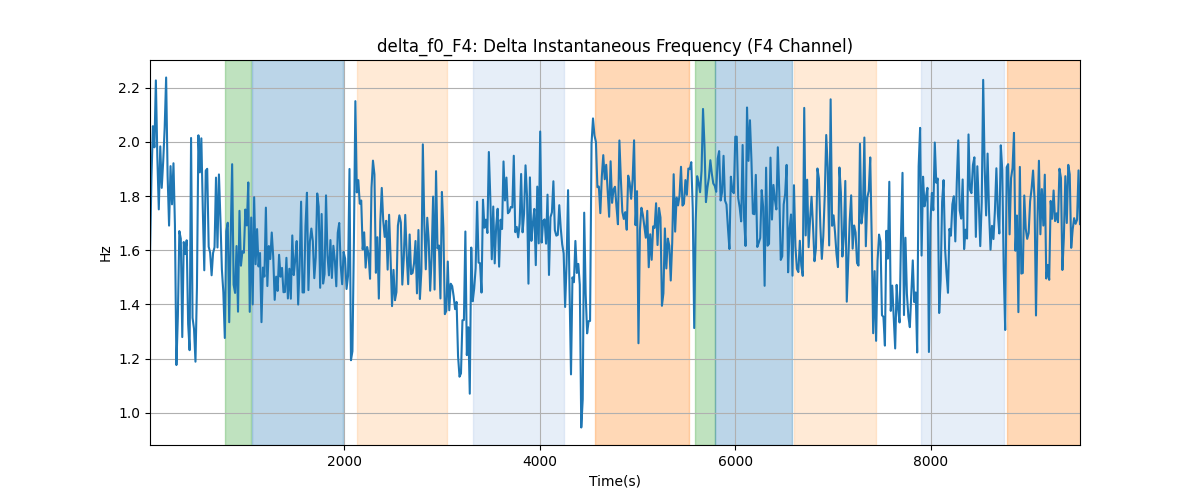 delta_f0_F4: Delta Instantaneous Frequency (F4 Channel)
2.2
2.0
1.8
1.6
1.4
1.2
1.0
Hz
2000 4000 6000 8000
Time(s)